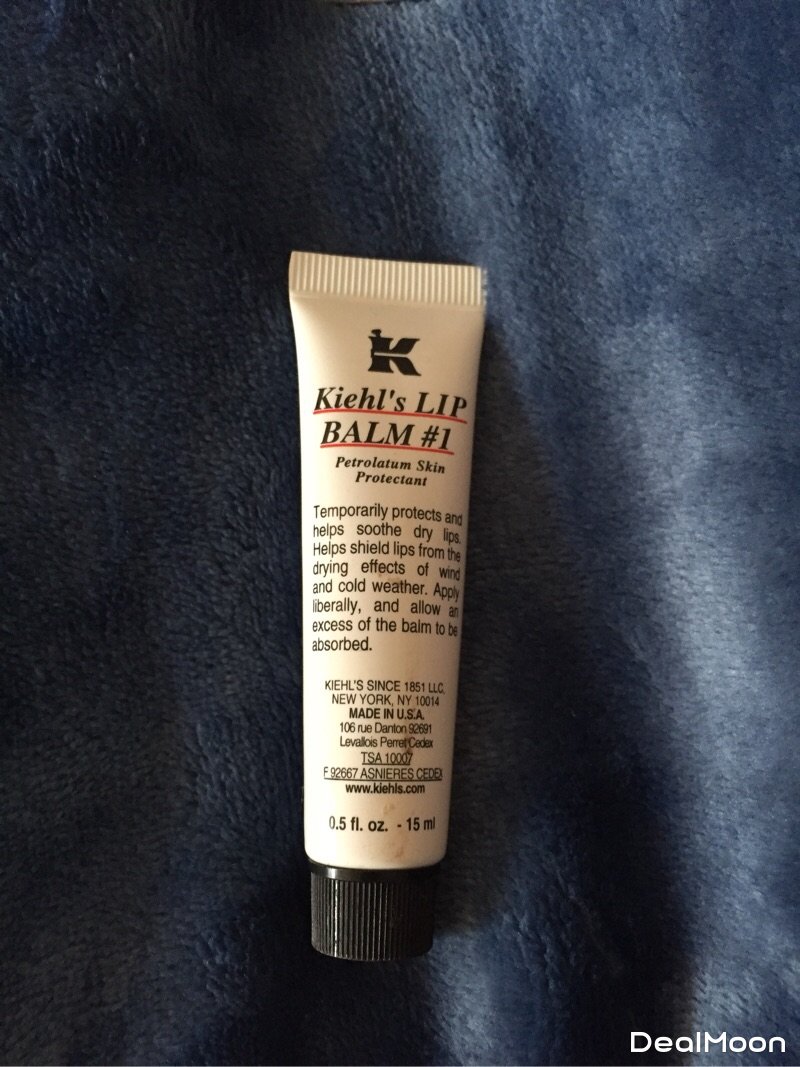 K
Kiehl's LIP
BALM #1
Petrolatum Skin
Protectant
Temporarily protects and
helps soothe dry lips.
Helps shield lips from the
drying effects of wind
and cold weather. Apply
liberally, and allow an
excess of the balm to be
absorbed.
KIEHL'S SINCE 1851 LLC,
NEW YORK, NY 10014
MADE IN U.S.A.
106 rue Danton 92691
Levallois Perret Cedex
TSA 10007
F 92667 ASNIERES CEDEX
www.kiehls.com
0.5 fl. oz. - 15 ml
DealMoon